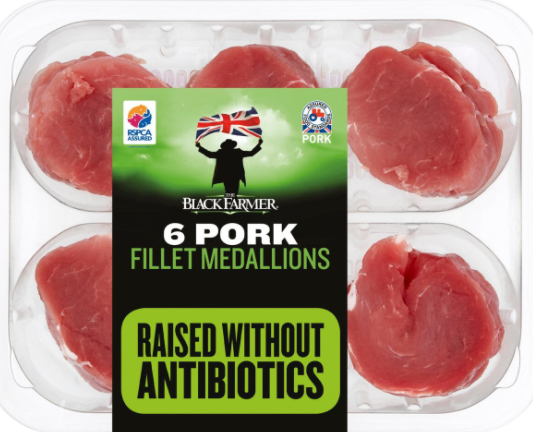 RSPCA
ASSURED
PORK
THE
BLACK FARMER
6 PORK
FILLET MEDALLIONS
RAISED WITHOUT
ANTIBIOTICS